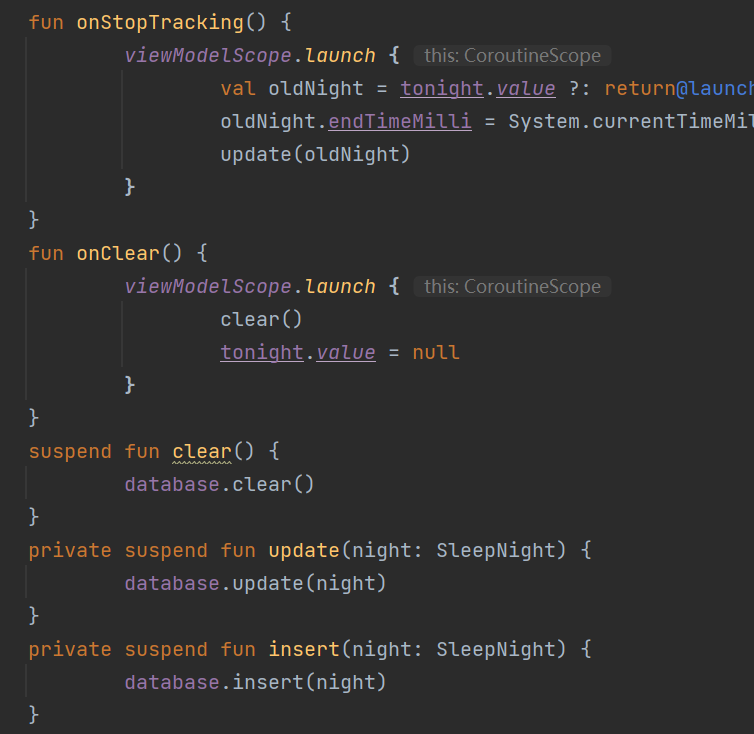 fun onStopTracking() {
viewModelScope.launch { this: CoroutineScope
val oldNight = tonight.value ?: return@launch
oldNight.endTimeMilli = System.currentTimeMil
update(oldNight)
}
}
fun onClear() {
viewModelScope.launch { this: CoroutineScope
clear()
tonight.value = null
}
}
suspend fun clear() {
database.clear()
}
private suspend fun update(night: SleepNight) {
database.update(night)
}
private suspend fun insert(night: SleepNight) {
database.insert(night)
}